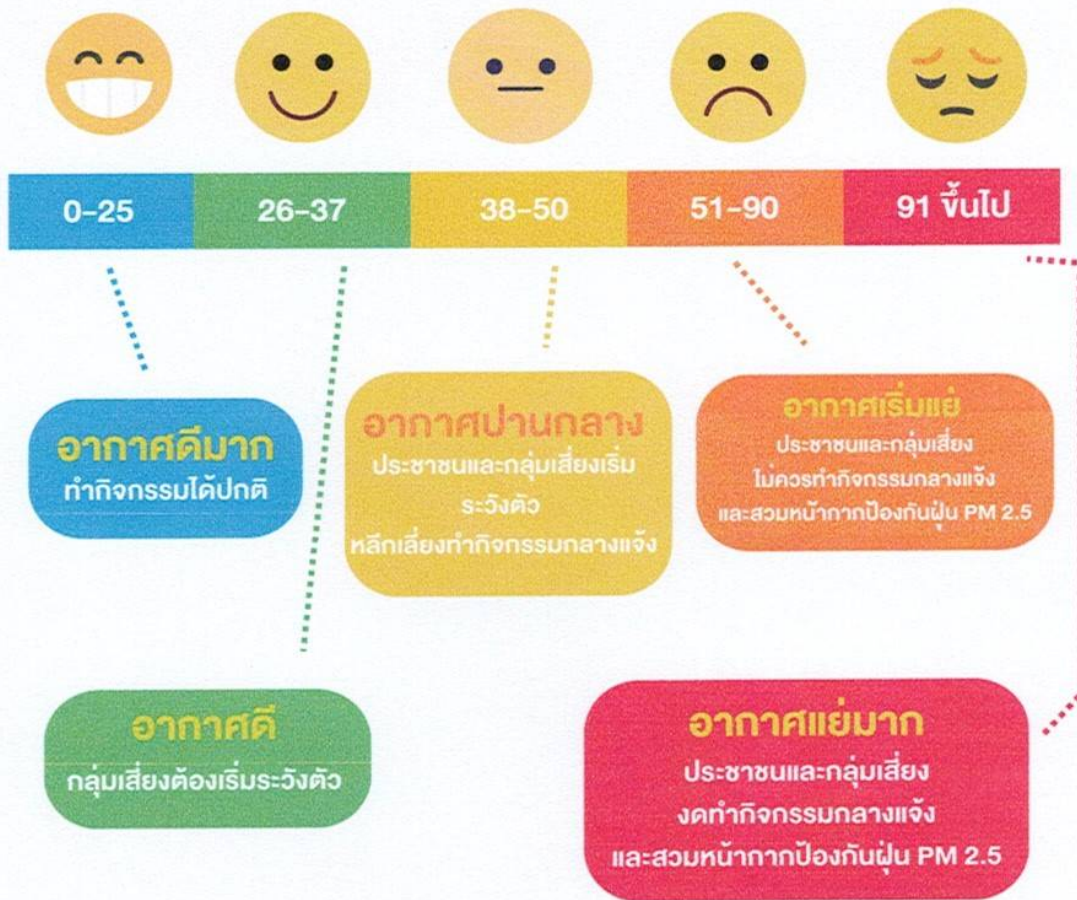 0-25
26-37
38-50
51-90
91 ขึ้นไป
อากาศดีมาก
ทำกิจกรรมได้ปกติ
อากาศปานกลาง
ประชาชนและกลุ่มเสี่ยงเริ่ม
ระวังตัว
หลีกเลี่ยงทำกิจกรรมกลางแจ้ง
อากาศเริ่มแย่
ประชาชนและกลุ่มเสี่ยง
ไม่ควรทำกิจกรรมกลางแจ้ง
และสวมหน้ากากป้องกันฝุ่น PM 2.5
อากาศดี
กลุ่มเสี่ยงต้องเริ่มระวังตัว
อากาศแย่มาก
ประชาชนและกลุ่มเสี่ยง
งดทำกิจกรรมกลางแจ้ง
และสวมหน้ากากป้องกันฝุ่น PM 2.5